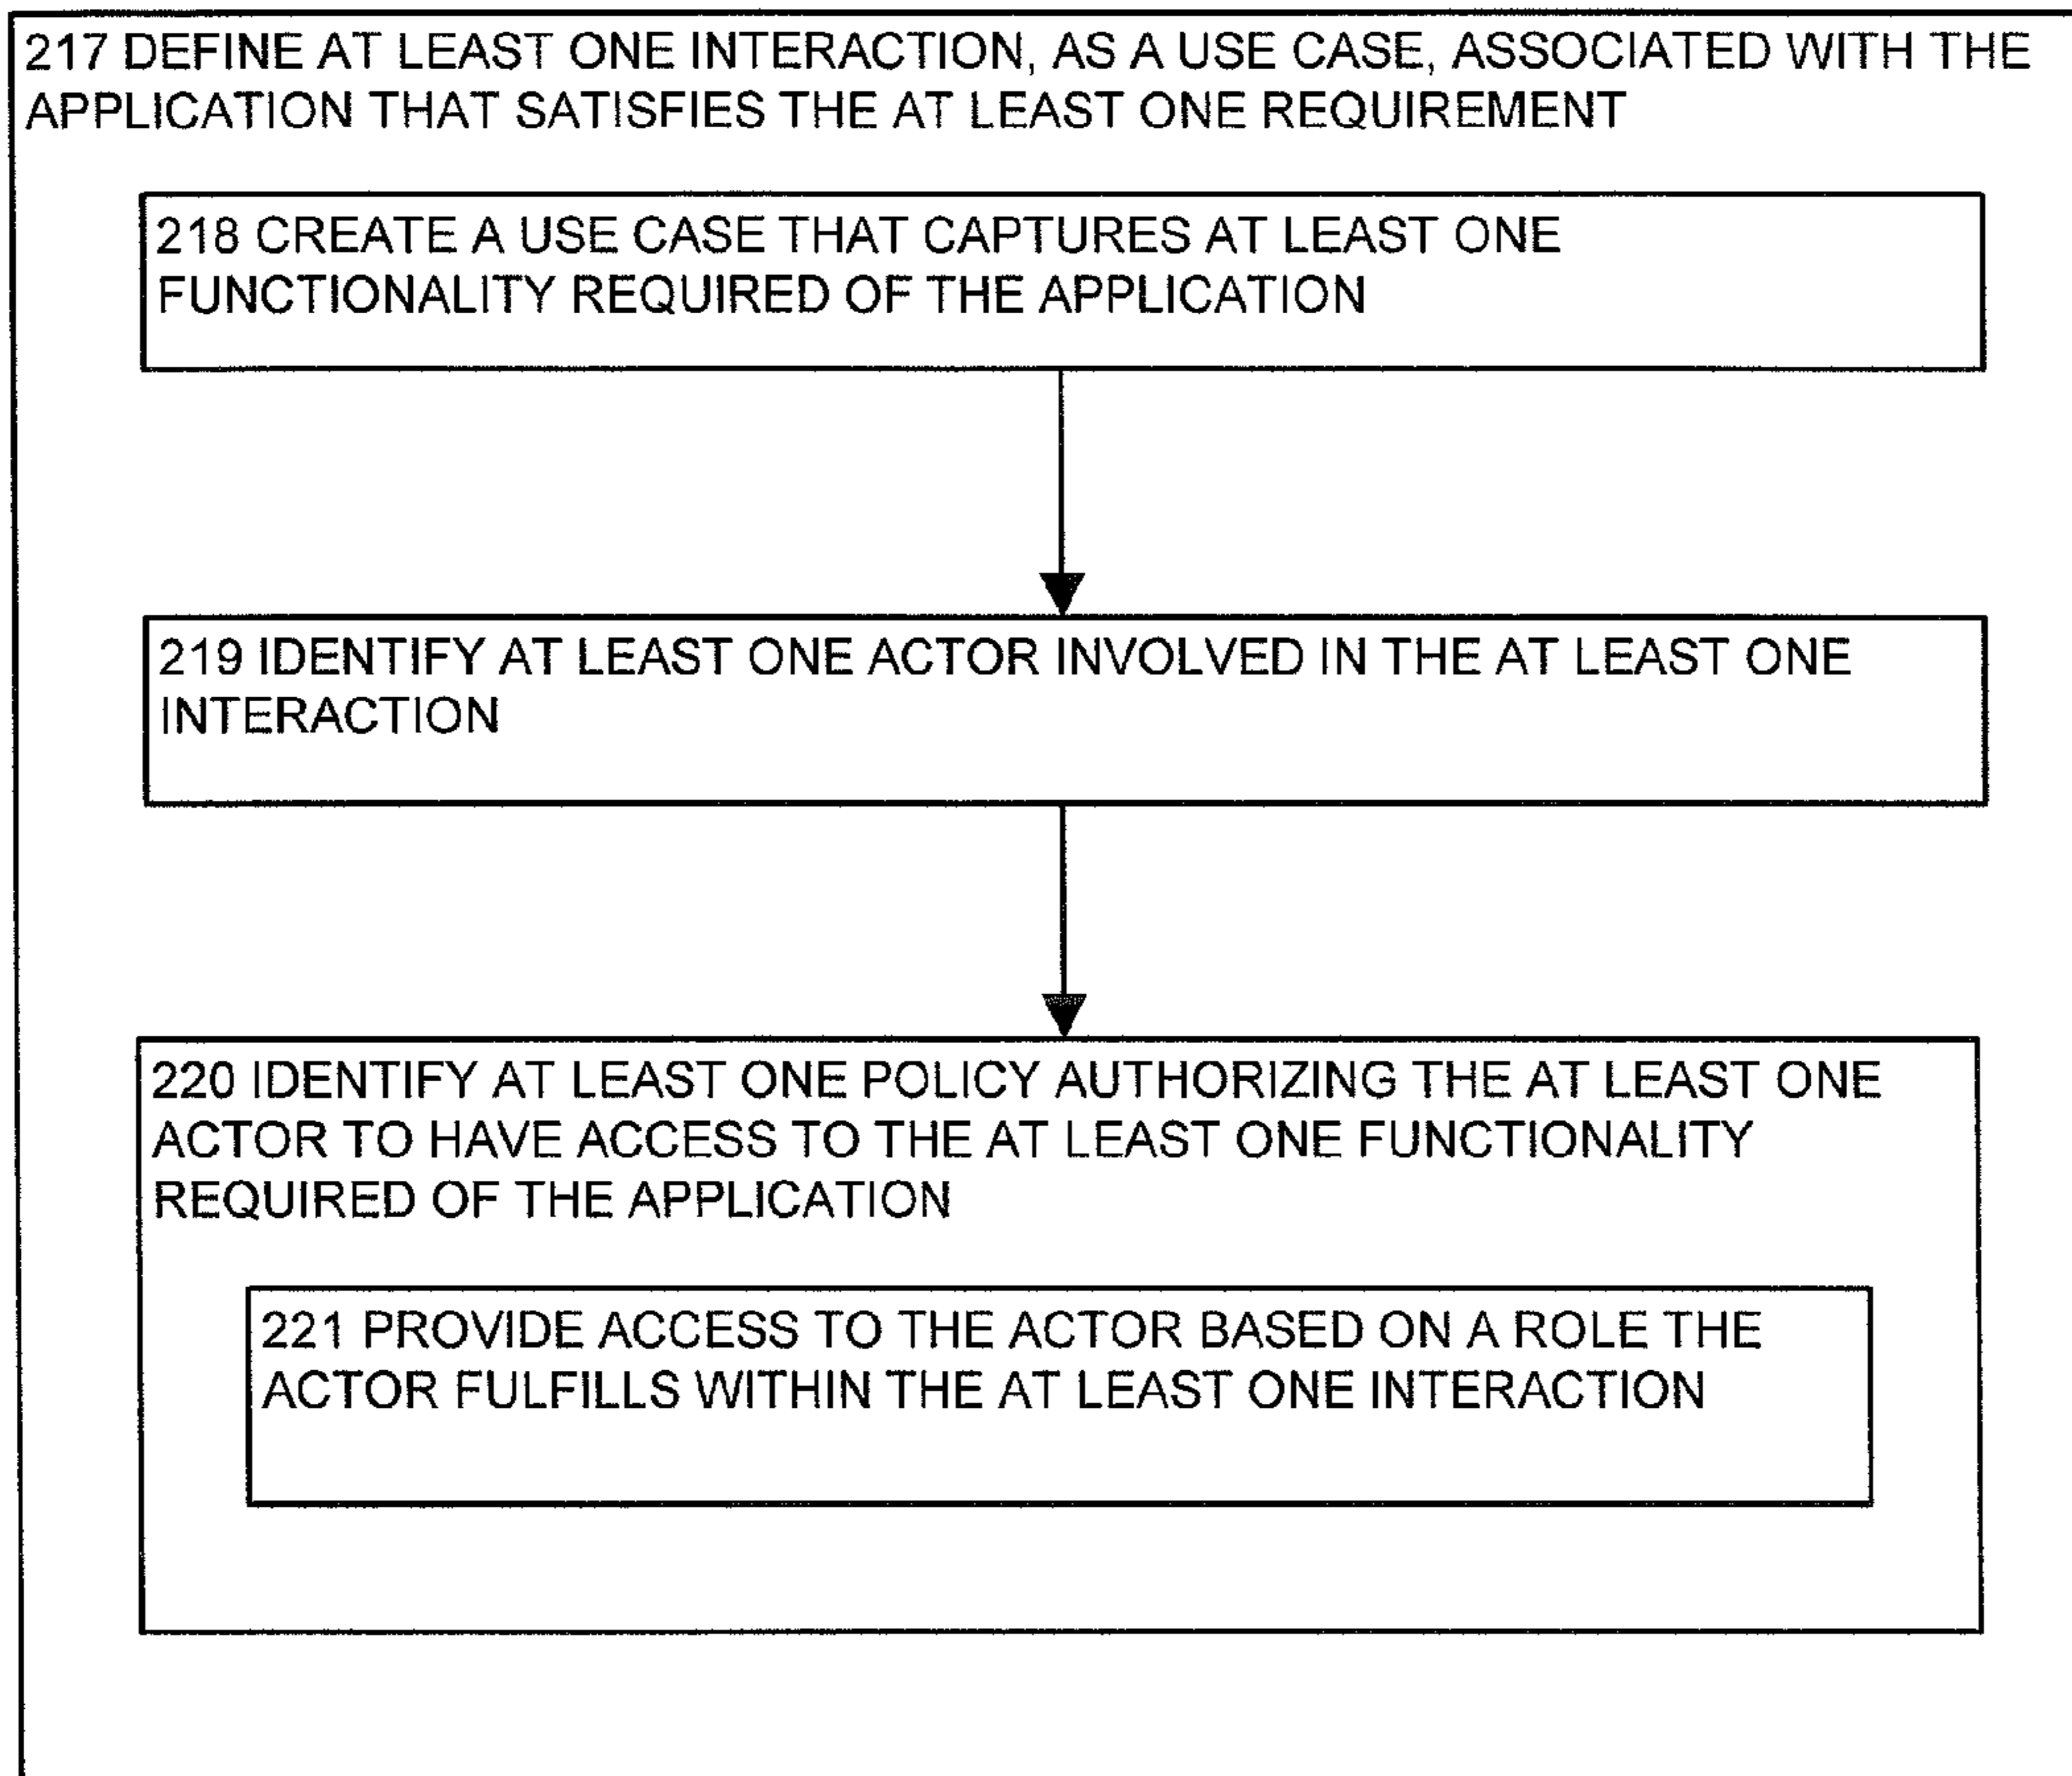 217 DEFINE AT LEAST ONE INTERACTION, AS A USE CASE, ASSOCIATED WITH THE
APPLICATION THAT SATISFIES THE AT LEAST ONE REQUIREMENT
218 CREATE A USE CASE THAT CAPTURES AT LEAST ONE
FUNCTIONALITY REQUIRED OF THE APPLICATION
219 IDENTIFY AT LEAST ONE ACTOR INVOLVED IN THE AT LEAST ONE
INTERACTION
220 IDENTIFY AT LEAST ONE POLICY AUTHORIZING THE AT LEAST ONE
ACTOR TO HAVE ACCESS TO THE AT LEAST ONE FUNCTIONALITY
REQUIRED OF THE APPLICATION
221 PROVIDE ACCESS TO THE ACTOR BASED ON A ROLE THE
ACTOR FULFILLS WITHIN THE AT LEAST ONE INTERACTION